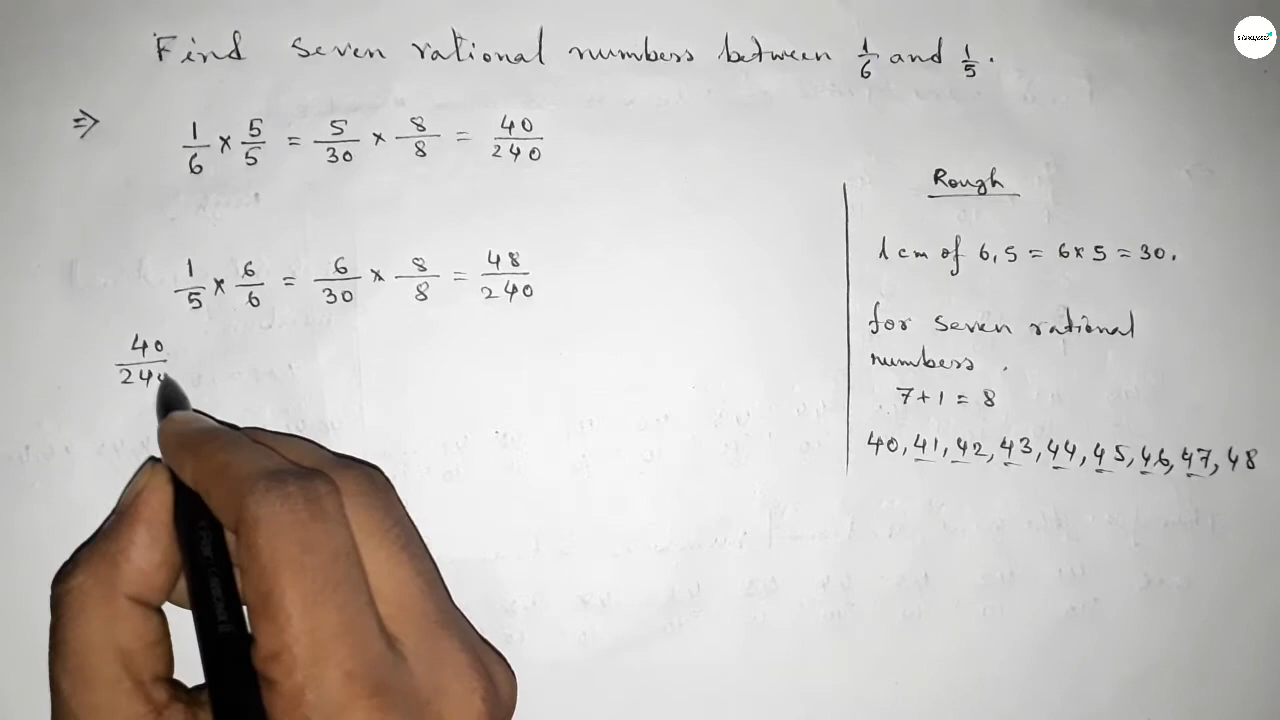 Find seven rational numbers between 1/6 and 1/5.
⇒ 1/6 × 5/5 = 5/30 × 8/8 = 40/240
1/5 × 6/6 = 6/30 × 8/8 = 48/240
40/240
Rough
lcm of 6,5 = 6×5 = 30.
for seven rational
numbers.
7+1 = 8
40, 41, 42, 43, 44, 45, 46, 47, 48